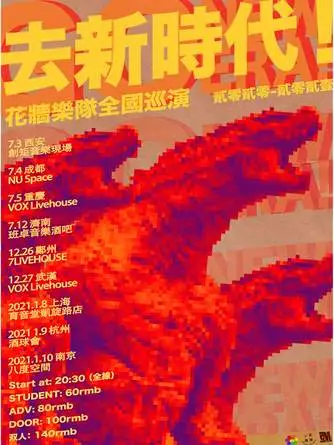 去新時代！
花牆樂隊全國巡演 貳零貳零-貳零貳壹
7.3 西安
創矩音樂現場
7.4 成都
NU Space
7.5 重慶
VOX Livehouse
7.12 濟南
班卓音樂酒吧
12.26 鄭州
7LIVEHOUSE
12.27 武漢
VOX Livehouse
2021.1.8 上海
育音堂凱旋路店
2021 1.9 杭州
酒球會
2021.1.10 南京
八度空間
Start at: 20:30 (全線)
STUDENT: 60rmb
ADV: 80rmb
DOOR: 100rmb
双人: 140rmb